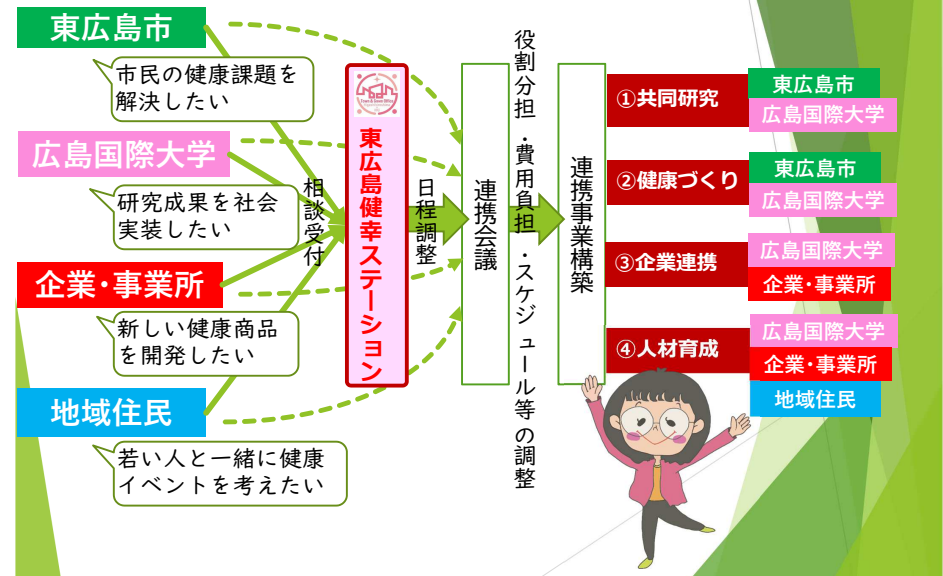 東広島市
市民の健康課題を
解決したい
広島国際大学
研究成果を社会
実装したい
企業・事業所
新しい健康商品
を開発したい
地域住民
若い人と一緒に健康
イベントを考えたい
相談受付
東広島健幸ステーション
日程調整
連携会議
役割分担・費用負担・スケジュール等の調整
連携事業構築
①共同研究
東広島市
広島国際大学
②健康づくり
東広島市
広島国際大学
③企業連携
広島国際大学
企業・事業所
④人材育成
広島国際大学
企業・事業所
地域住民